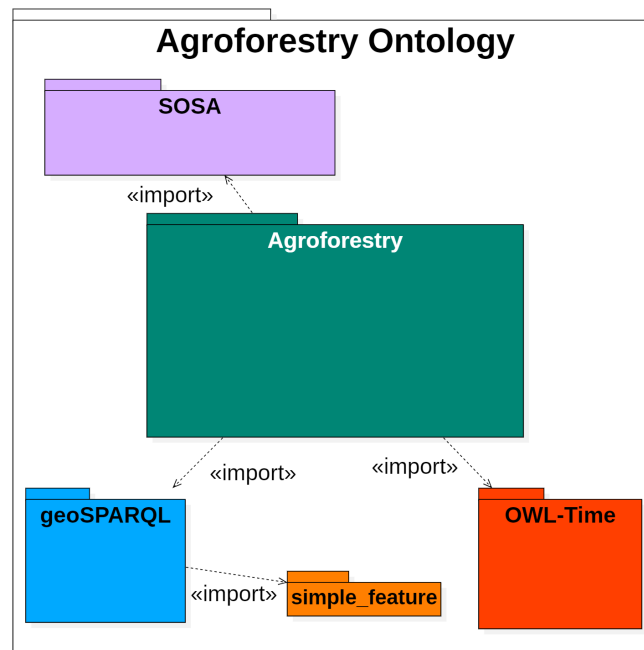 Agroforestry Ontology
SOSA
«import»
Agroforestry
«import»
«import»
geoSPARQL
OWL-Time
«import»
simple_feature